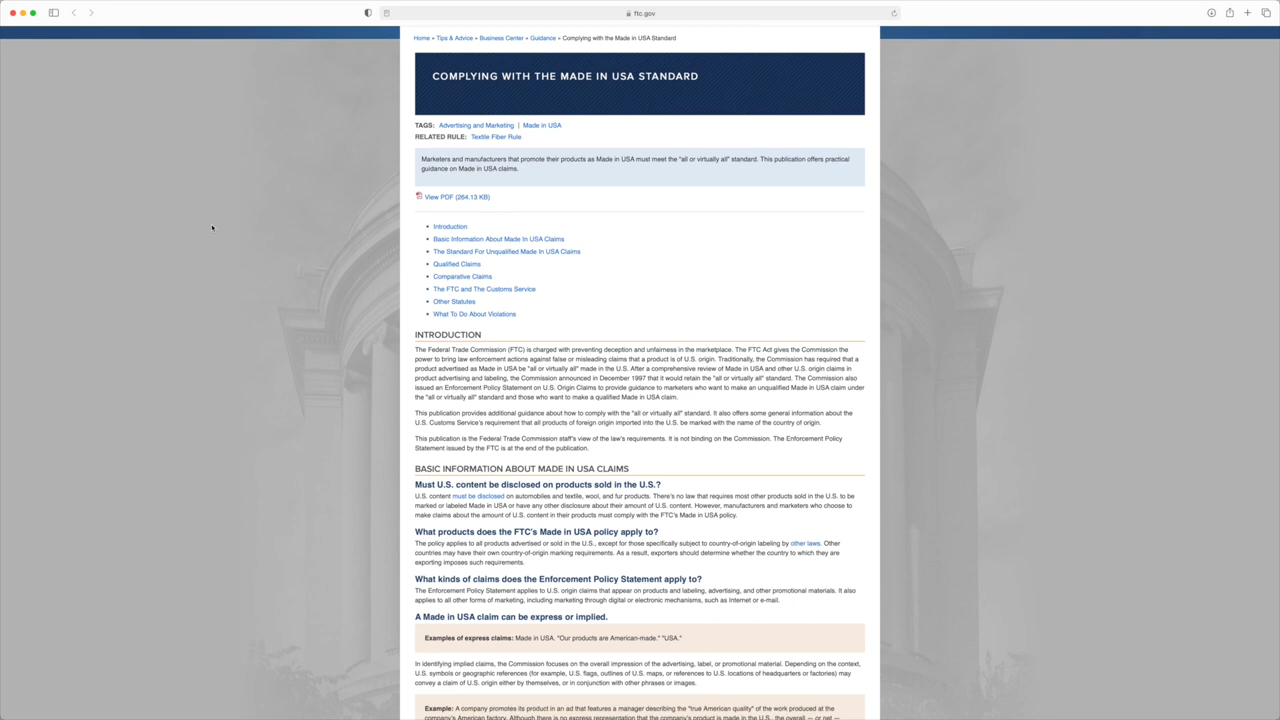 ftc.gov
Home » Tips & Advice » Business Center » Guidance » Complying with the Made in USA Standard
COMPLYING WITH THE MADE IN USA STANDARD
TAGS: Advertising and Marketing | Made in USA
RELATED RULE: Textile Fiber Rule
Marketers and manufacturers that promote their products as Made in USA must meet the "all or virtually all" standard. This publication offers practical
guidance on Made in USA claims.
View PDF (264.13 KB)
• Introduction
• Basic Information About Made In USA Claims
• The Standard For Unqualified Made In USA Claims
• Qualified Claims
• Comparative Claims
• The FTC and The Customs Service
• Other Statutes
• What To Do About Violations
INTRODUCTION
The Federal Trade Commission (FTC) is charged with preventing deception and unfairness in the marketplace. The FTC Act gives the Commission the
power to bring law enforcement actions against false or misleading claims that a product is of U.S. origin. Traditionally, the Commission has required that a
product advertised as Made in USA be "all or virtually all" made in the U.S. After a comprehensive review of Made in USA and other U.S. origin claims in
product advertising and labeling, the Commission announced in December 1997 that it would retain the "all or virtually all" standard. The Commission also
issued an Enforcement Policy Statement on U.S. Origin Claims to provide guidance to marketers who want to make an unqualified Made in USA claim under
the "all or virtually all" standard and those who want to make a qualified Made in USA claim.
This publication provides additional guidance about how to comply with the "all or virtually all" standard. It also offers some general information about the
U.S. Customs Service's requirement that all products of foreign origin imported into the U.S. be marked with the name of the country of origin.
This publication is the Federal Trade Commission staff's view of the law's requirements. It is not binding on the Commission. The Enforcement Policy
Statement issued by the FTC is at the end of the publication.
BASIC INFORMATION ABOUT MADE IN USA CLAIMS
Must U.S. content be disclosed on products sold in the U.S.?
U.S. content must be disclosed on automobiles and textile, wool, and fur products. There's no law that requires most other products sold in the U.S. to be
marked or labeled Made in USA or have any other disclosure about their amount of U.S. content. However, manufacturers and marketers who choose to
make claims about the amount of U.S. content in their products must comply with the FTC's Made in USA policy.
What products does the FTC's Made in USA policy apply to?
The policy applies to all products advertised or sold in the U.S., except for those specifically subject to country-of-origin labeling by other laws. Other
countries may have their own country-of-origin marking requirements. As a result, exporters should determine whether the country to which they are
exporting imposes such requirements.
What kinds of claims does the Enforcement Policy Statement apply to?
The Enforcement Policy Statement applies to U.S. origin claims that appear on products and labeling, advertising, and other promotional materials. It also
applies to all other forms of marketing, including marketing through digital or electronic mechanisms, such as Internet or e-mail.
A Made in USA claim can be express or implied.
Examples of express claims: Made in USA. "Our products are American-made." "USA."
In identifying implied claims, the Commission focuses on the overall impression of the advertising, label, or promotional material. Depending on the context,
U.S. symbols or geographic references (for example, U.S. flags, outlines of U.S. maps, or references to U.S. locations of headquarters or factories) may
convey a claim of U.S. origin either by themselves, or in conjunction with other phrases or images.
Example: A company promotes its product in an ad that features a manager describing the "true American quality" of the work produced at the
company's American factory. Although there is no express representation that the company's product is made in the U.S., the overall — or net —